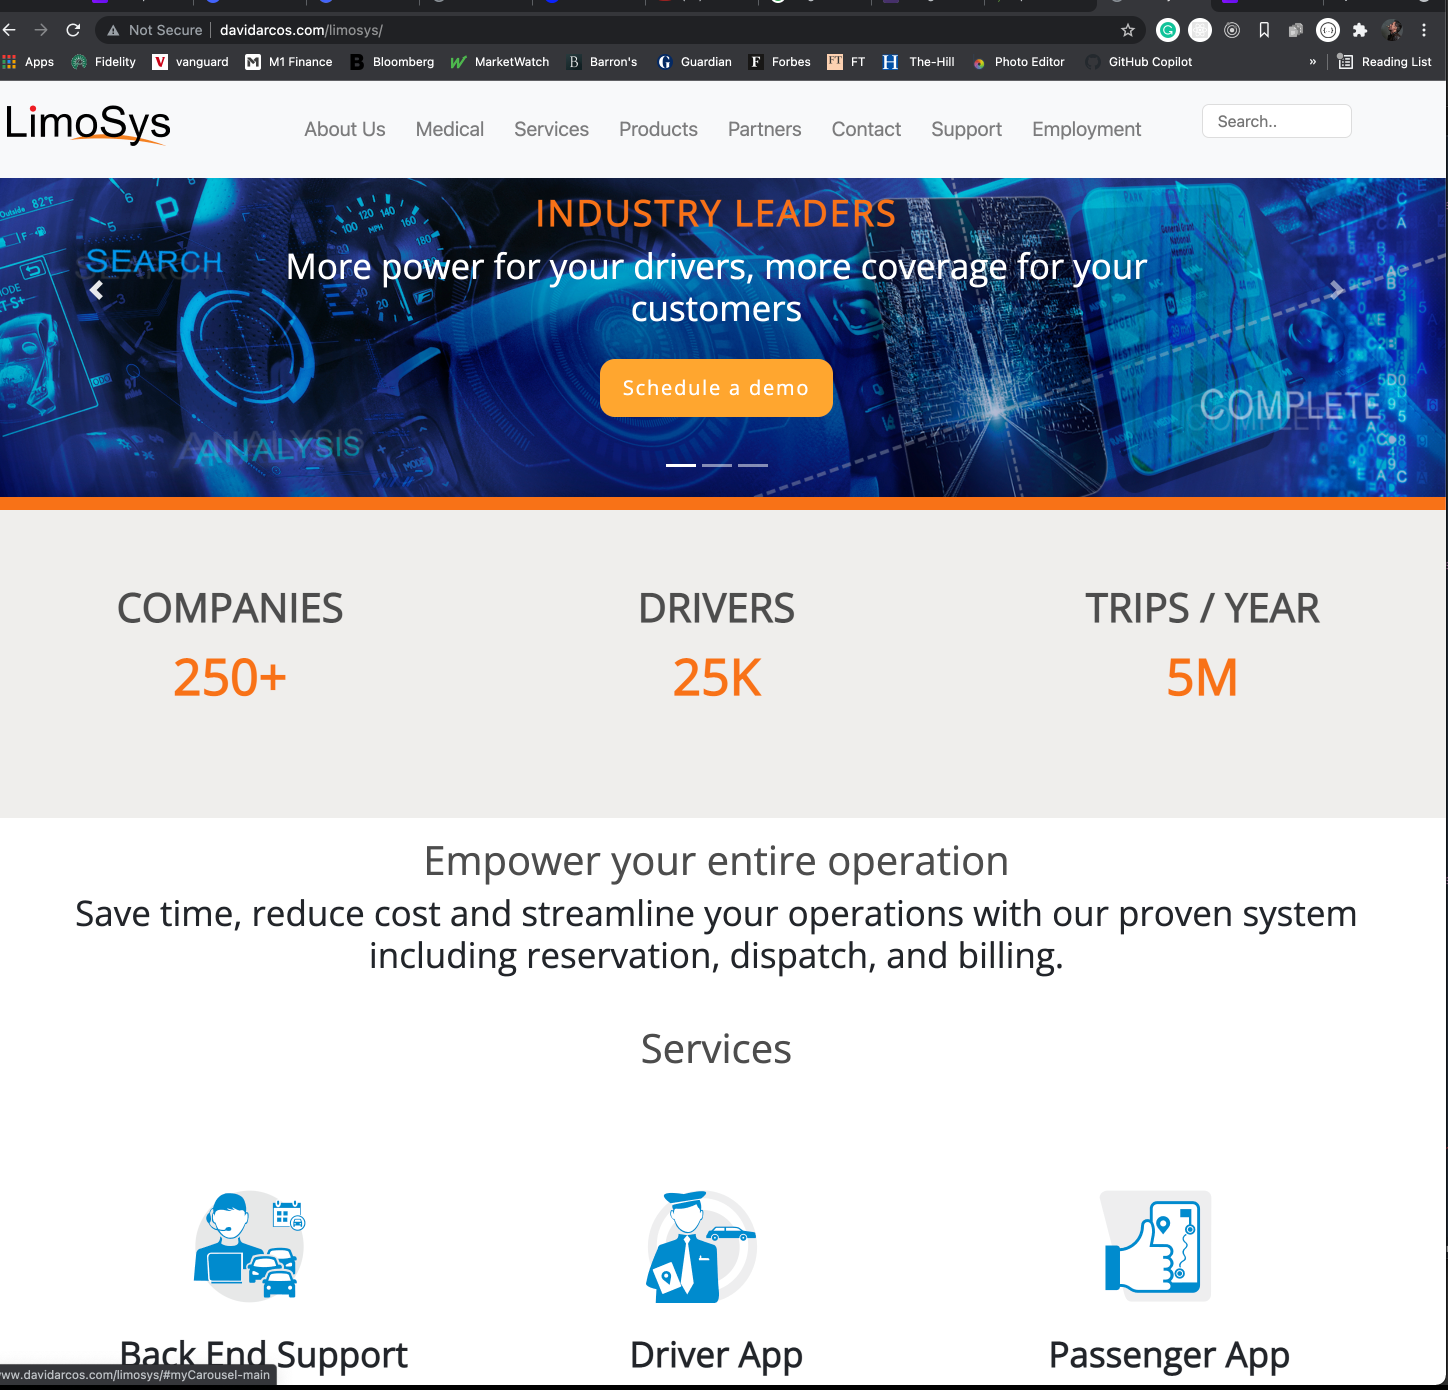 Not Secure | davidarcos.com/limosys/
Apps Fidelity vanguard M1 Finance Bloomberg MarketWatch Barron's Guardian Forbes FT The-Hill Photo Editor GitHub Copilot » Reading List
LimoSys
About Us Medical Services Products Partners Contact Support Employment
Search..
INDUSTRY LEADERS
SEARCH
More power for your drivers, more coverage for your
customers
Schedule a demo
COMPLETE
ANALYSIS
COMPANIES DRIVERS TRIPS / YEAR
250+ 25K 5M
Empower your entire operation
Save time, reduce cost and streamline your operations with our proven system
including reservation, dispatch, and billing.
Services
Back End Support Driver App Passenger App
www.davidarcos.com/limosys/#myCarousel-main